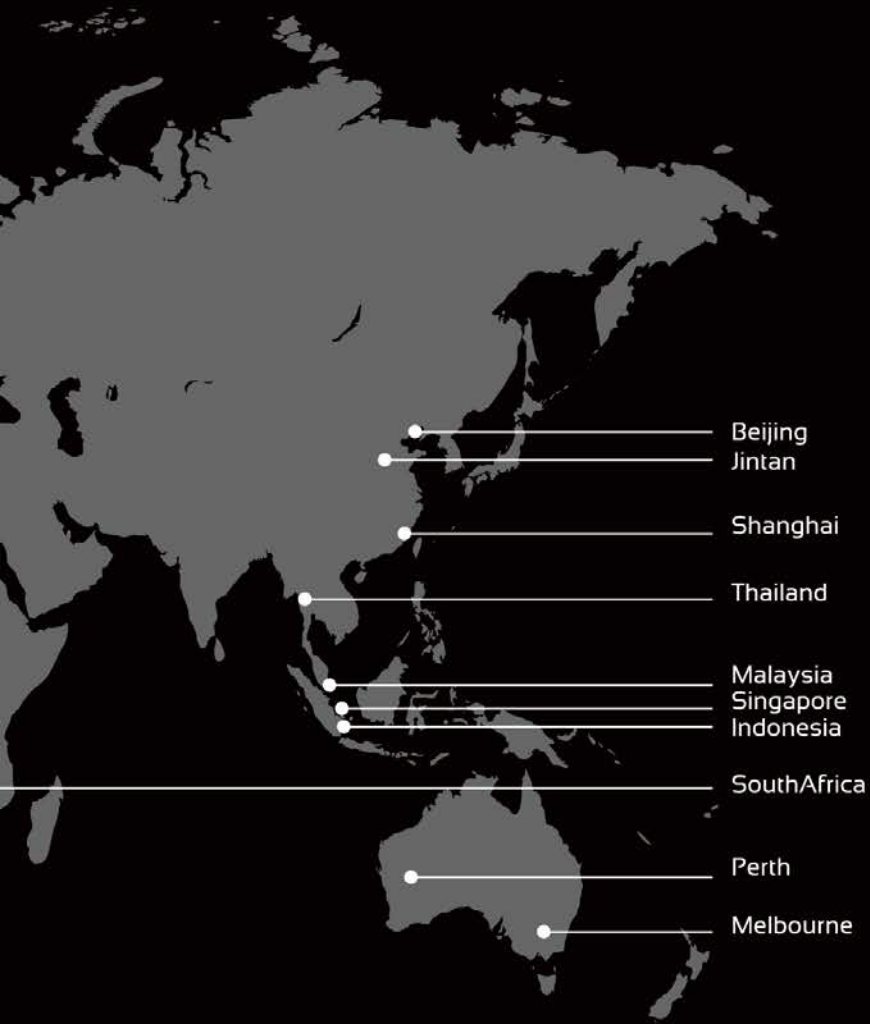 Beijing
Jintan
Shanghai
Thailand
Malaysia
Singapore
Indonesia
SouthAfrica
Perth
Melbourne